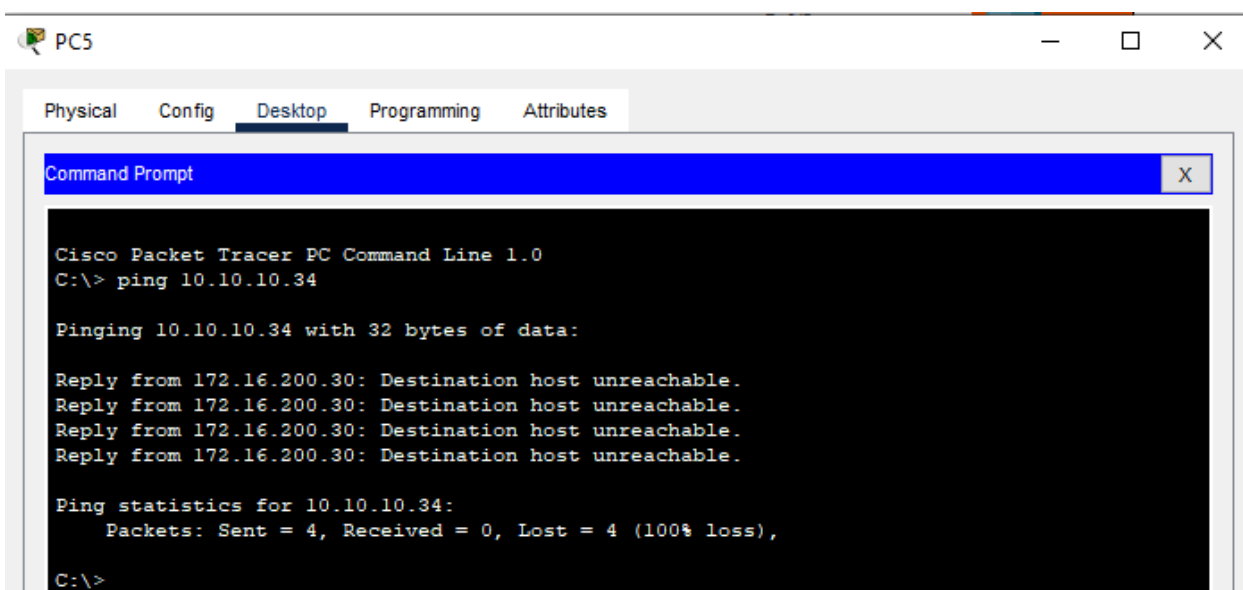 PC5
Physical Config Desktop Programming Attributes
Command Prompt
X
Cisco Packet Tracer PC Command Line 1.0
C:\> ping 10.10.10.34
Pinging 10.10.10.34 with 32 bytes of data:
Reply from 172.16.200.30: Destination host unreachable.
Reply from 172.16.200.30: Destination host unreachable.
Reply from 172.16.200.30: Destination host unreachable.
Reply from 172.16.200.30: Destination host unreachable.
Ping statistics for 10.10.10.34:
Packets: Sent = 4, Received = 0, Lost = 4 (100% loss),
C:\>